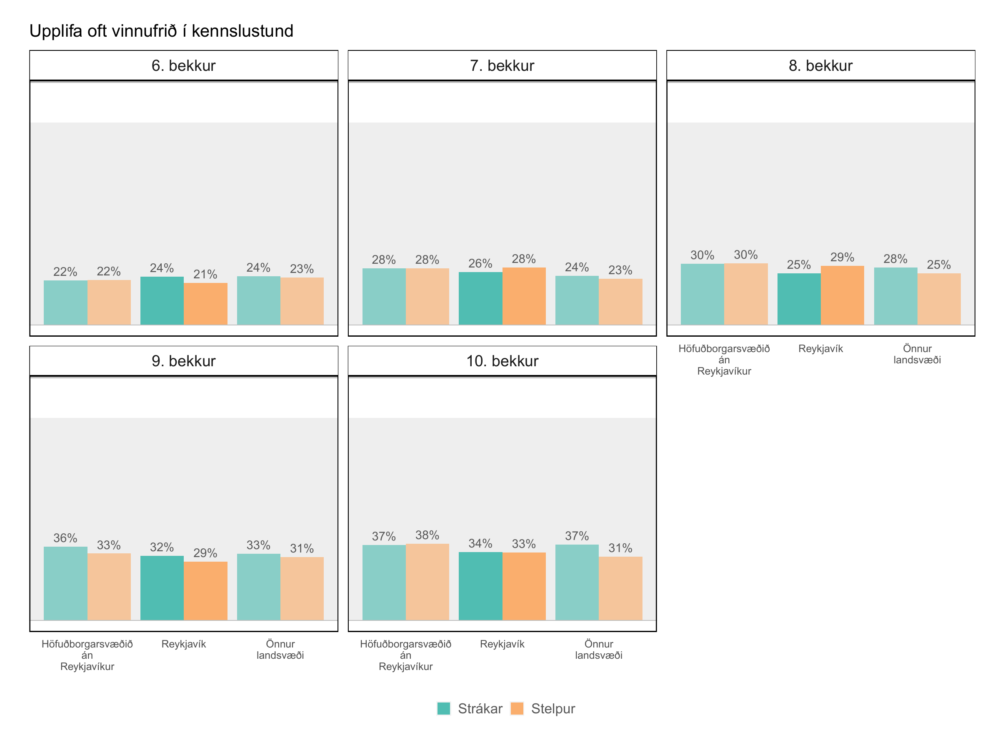 Upplifa oft vinnufrið í kennslustund
6. bekkur
7. bekkur
8. bekkur
22% 22% 24% 21% 24% 23%
28% 28% 26% 28% 24% 23%
30% 30% 25% 29% 28% 25%
Höfuðborgarsvæðið
án
Reykjavíkur
Reykjavík
Önnur
landsvæði
9. bekkur
10. bekkur
36% 33% 32% 29% 33% 31%
37% 38% 34% 33% 37% 31%
Höfuðborgarsvæðið
án
Reykjavíkur
Reykjavík
Önnur
landsvæði
Höfuðborgarsvæðið
án
Reykjavíkur
Reykjavík
Önnur
landsvæði
Strákar Stelpur